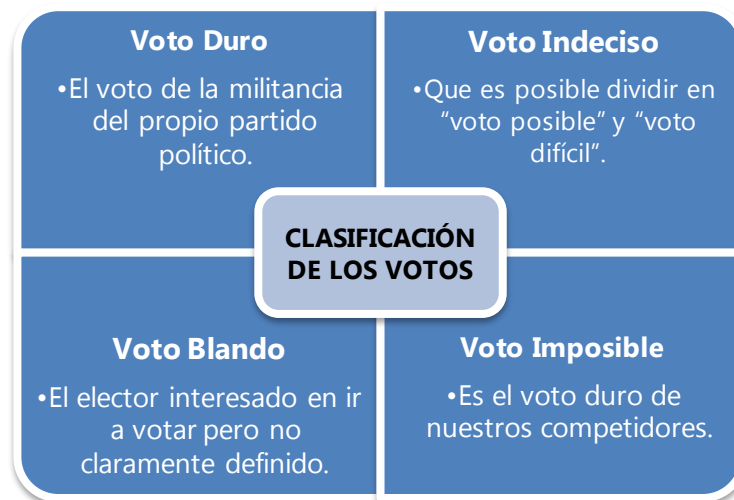 Voto Duro
•El voto de la militancia
del propio partido
político.
Voto Indeciso
•Que es posible dividir en
“voto posible” y “voto
difícil”.
CLASIFICACIÓN
DE LOS VOTOS
Voto Blando
•El elector interesado en ir
a votar pero no
claramente definido.
Voto Imposible
•Es el voto duro de
nuestros competidores.